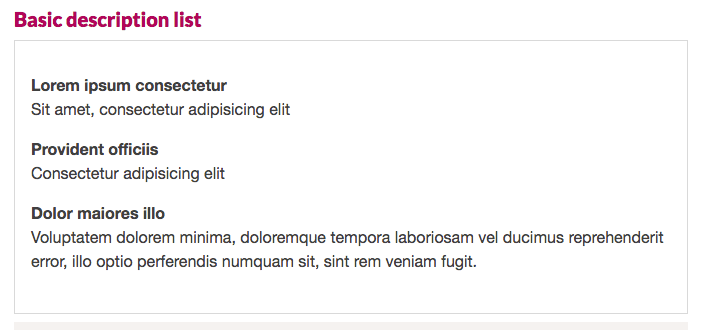 Basic description list
Lorem ipsum consectetur
Sit amet, consectetur adipisicing elit
Provident officiis
Consectetur adipisicing elit
Dolor maiores illo
Voluptatem dolorem minima, doloremque tempora laboriosam vel ducimus reprehenderit
error, illo optio perferendis numquam sit, sint rem veniam fugit.